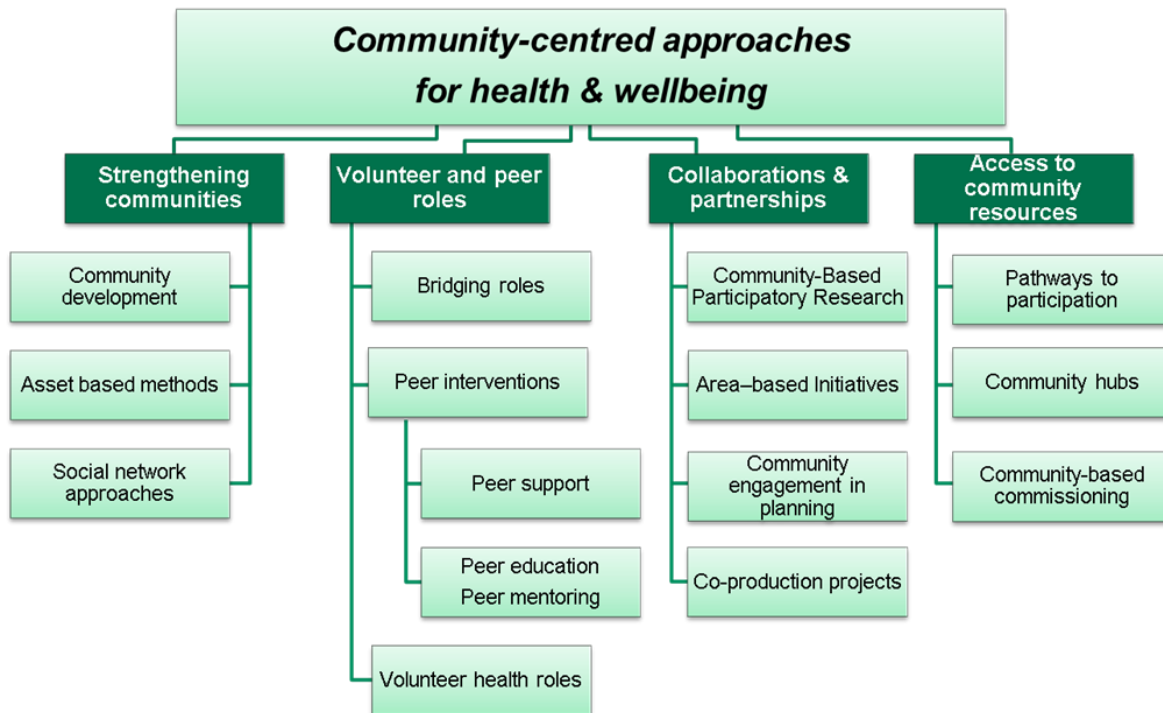 Community-centred approaches
for health & wellbeing
Strengthening
communities
Community
development
Asset based methods
Social network
approaches
Volunteer and peer
roles
Bridging roles
Peer interventions
Peer support
Peer education
Peer mentoring
Volunteer health roles
Collaborations &
partnerships
Community-Based
Participatory Research
Area–based Initiatives
Community
engagement in
planning
Co-production projects
Access to
community
resources
Pathways to
participation
Community hubs
Community-based
commissioning